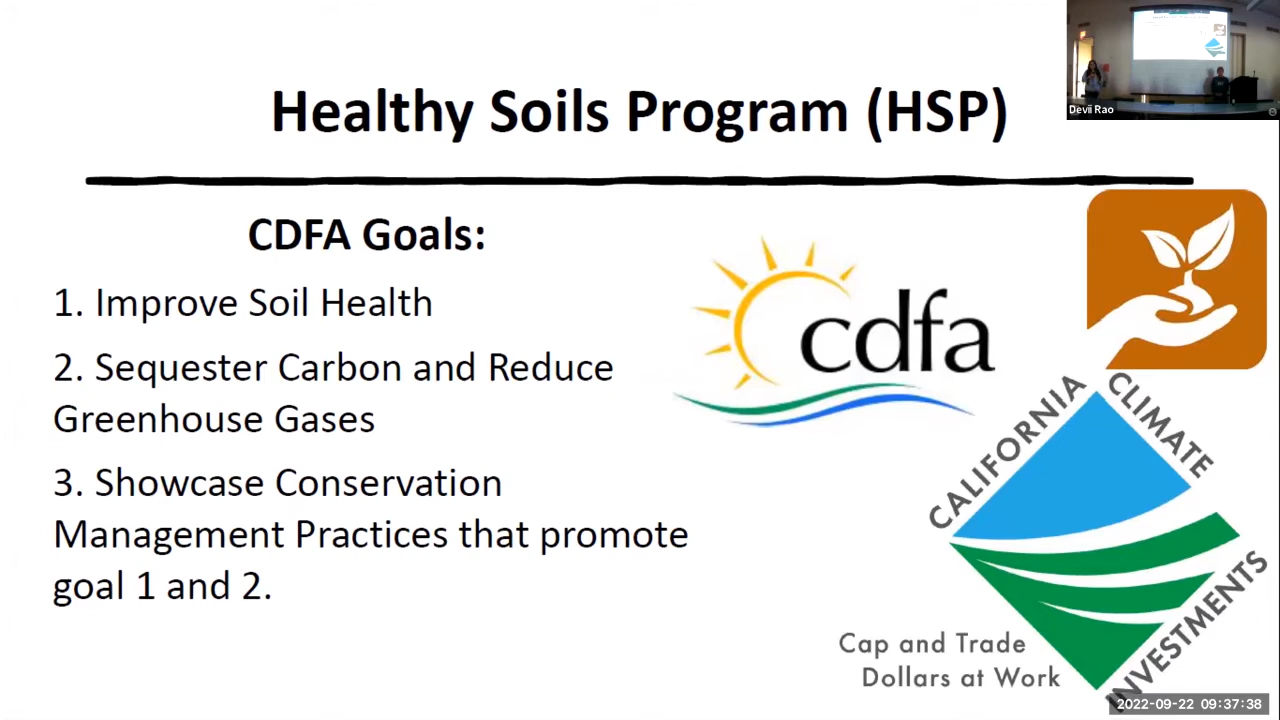 Healthy Soils Program (HSP)
Devii Rao
CDFA Goals:
1. Improve Soil Health
2. Sequester Carbon and Reduce
Greenhouse Gases
3. Showcase Conservation
Management Practices that promote
goal 1 and 2.
cdfa
CALIFORNIA
CLIMATE
INVESTMENTS
Cap and Trade
Dollars at Work
2022-09-22 09:37:38